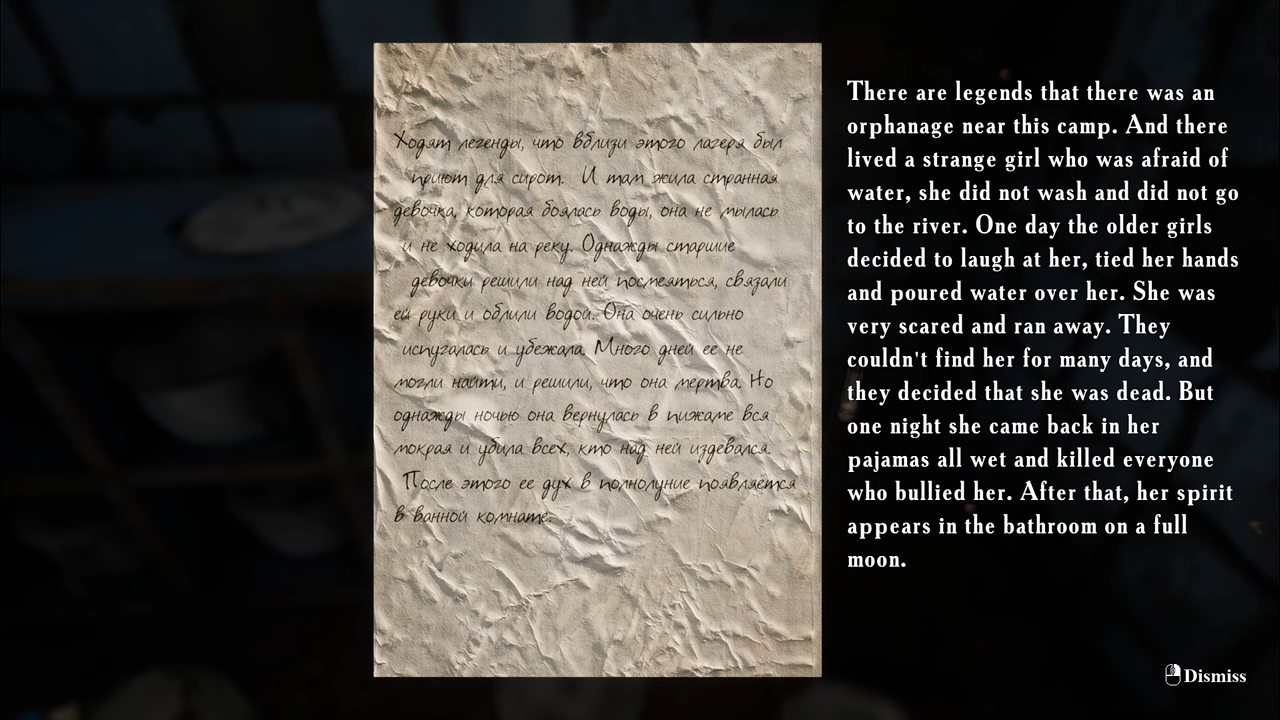 Ходят легенды, что вблизи этого лагеря был
приют для сирот. И там жила странная
девочка, которая боялась воды, она не мылась
и не ходила на реку. Однажды старшие
девочки решили над ней посмеяться, связали
ей руки и облили водой. Она очень сильно
испугалась и убежала. Много дней ее не
могли найти, и решили, что она мертва. Но
однажды ночью она вернулась в пижаме вся
мокрая и убила всех, кто над ней издевался.
После этого ее дух в полнолуние появляется
в ванной комнате.
There are legends that there was an
orphanage near this camp. And there
lived a strange girl who was afraid of
water, she did not wash and did not go
to the river. One day the older girls
decided to laugh at her, tied her hands
and poured water over her. She was
very scared and ran away. They
couldn't find her for many days, and
they decided that she was dead. But
one night she came back in her
pajamas all wet and killed everyone
who bullied her. After that, her spirit
appears in the bathroom on a full
moon.
Dismiss